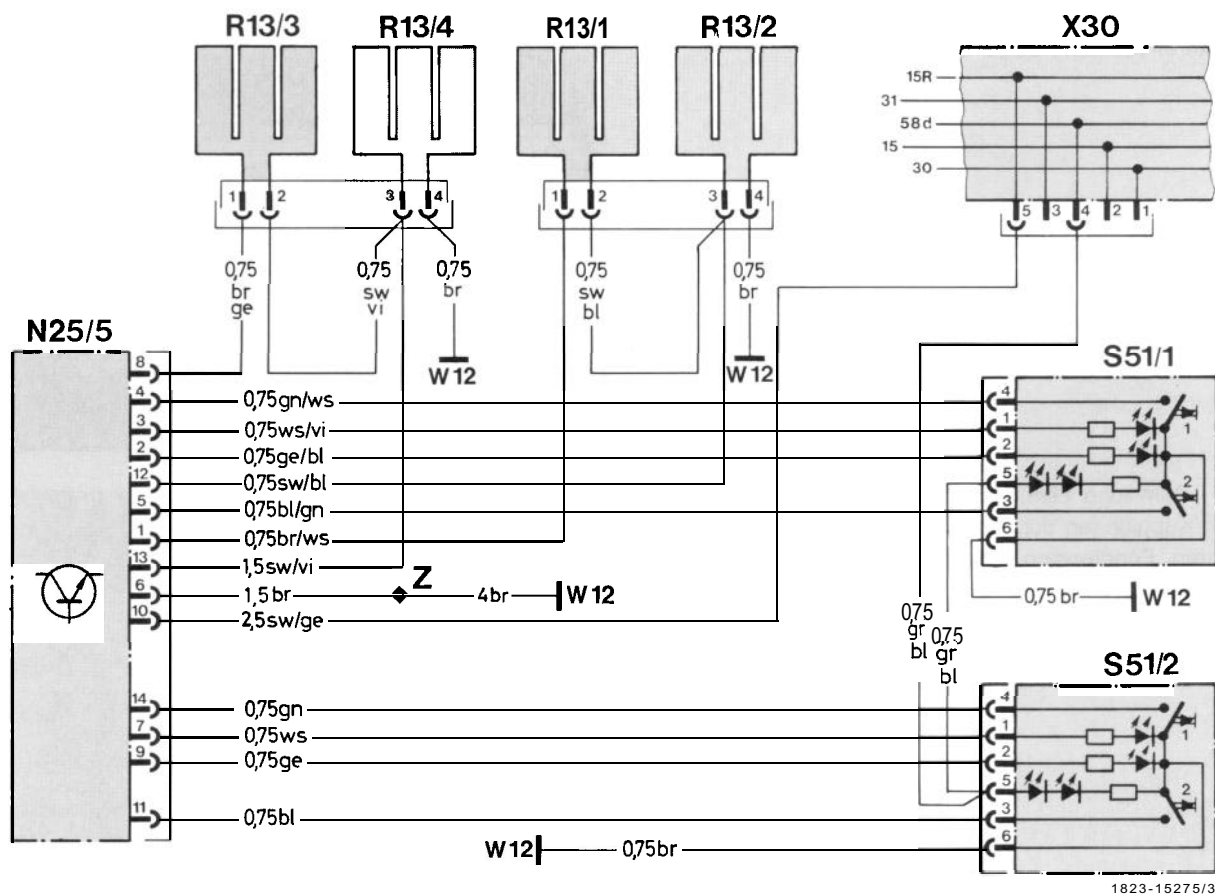 R13/3 R13/4 R13/1 R13/2 X30
15R
31
58d
15
30
1 2 3 4 1 2 3 4 5 3 4 2 1
0,75 br ge
0,75 sw vi
0,75 br
0,75 sw bl
0,75 br
W12
W12
N25/5
S51/1
8
4 0,75gn/ws 4
3 0,75ws/vi 1 1
2 0,75ge/bl 2
12 0,75sw/bl 5 2
5 0,75bl/gn 3
1 0,75br/ws 6
13 1,5sw/vi
6 1,5br Z 4br W12 0,75 br W12
10 2,5sw/ge
0,75 gr bl
0,75 gr bl
S51/2
14 0,75gn 4
7 0,75ws 1 1
9 0,75ge 2
5 2
11 0,75bl 3
W12 0,75br 6
1823-15275/3